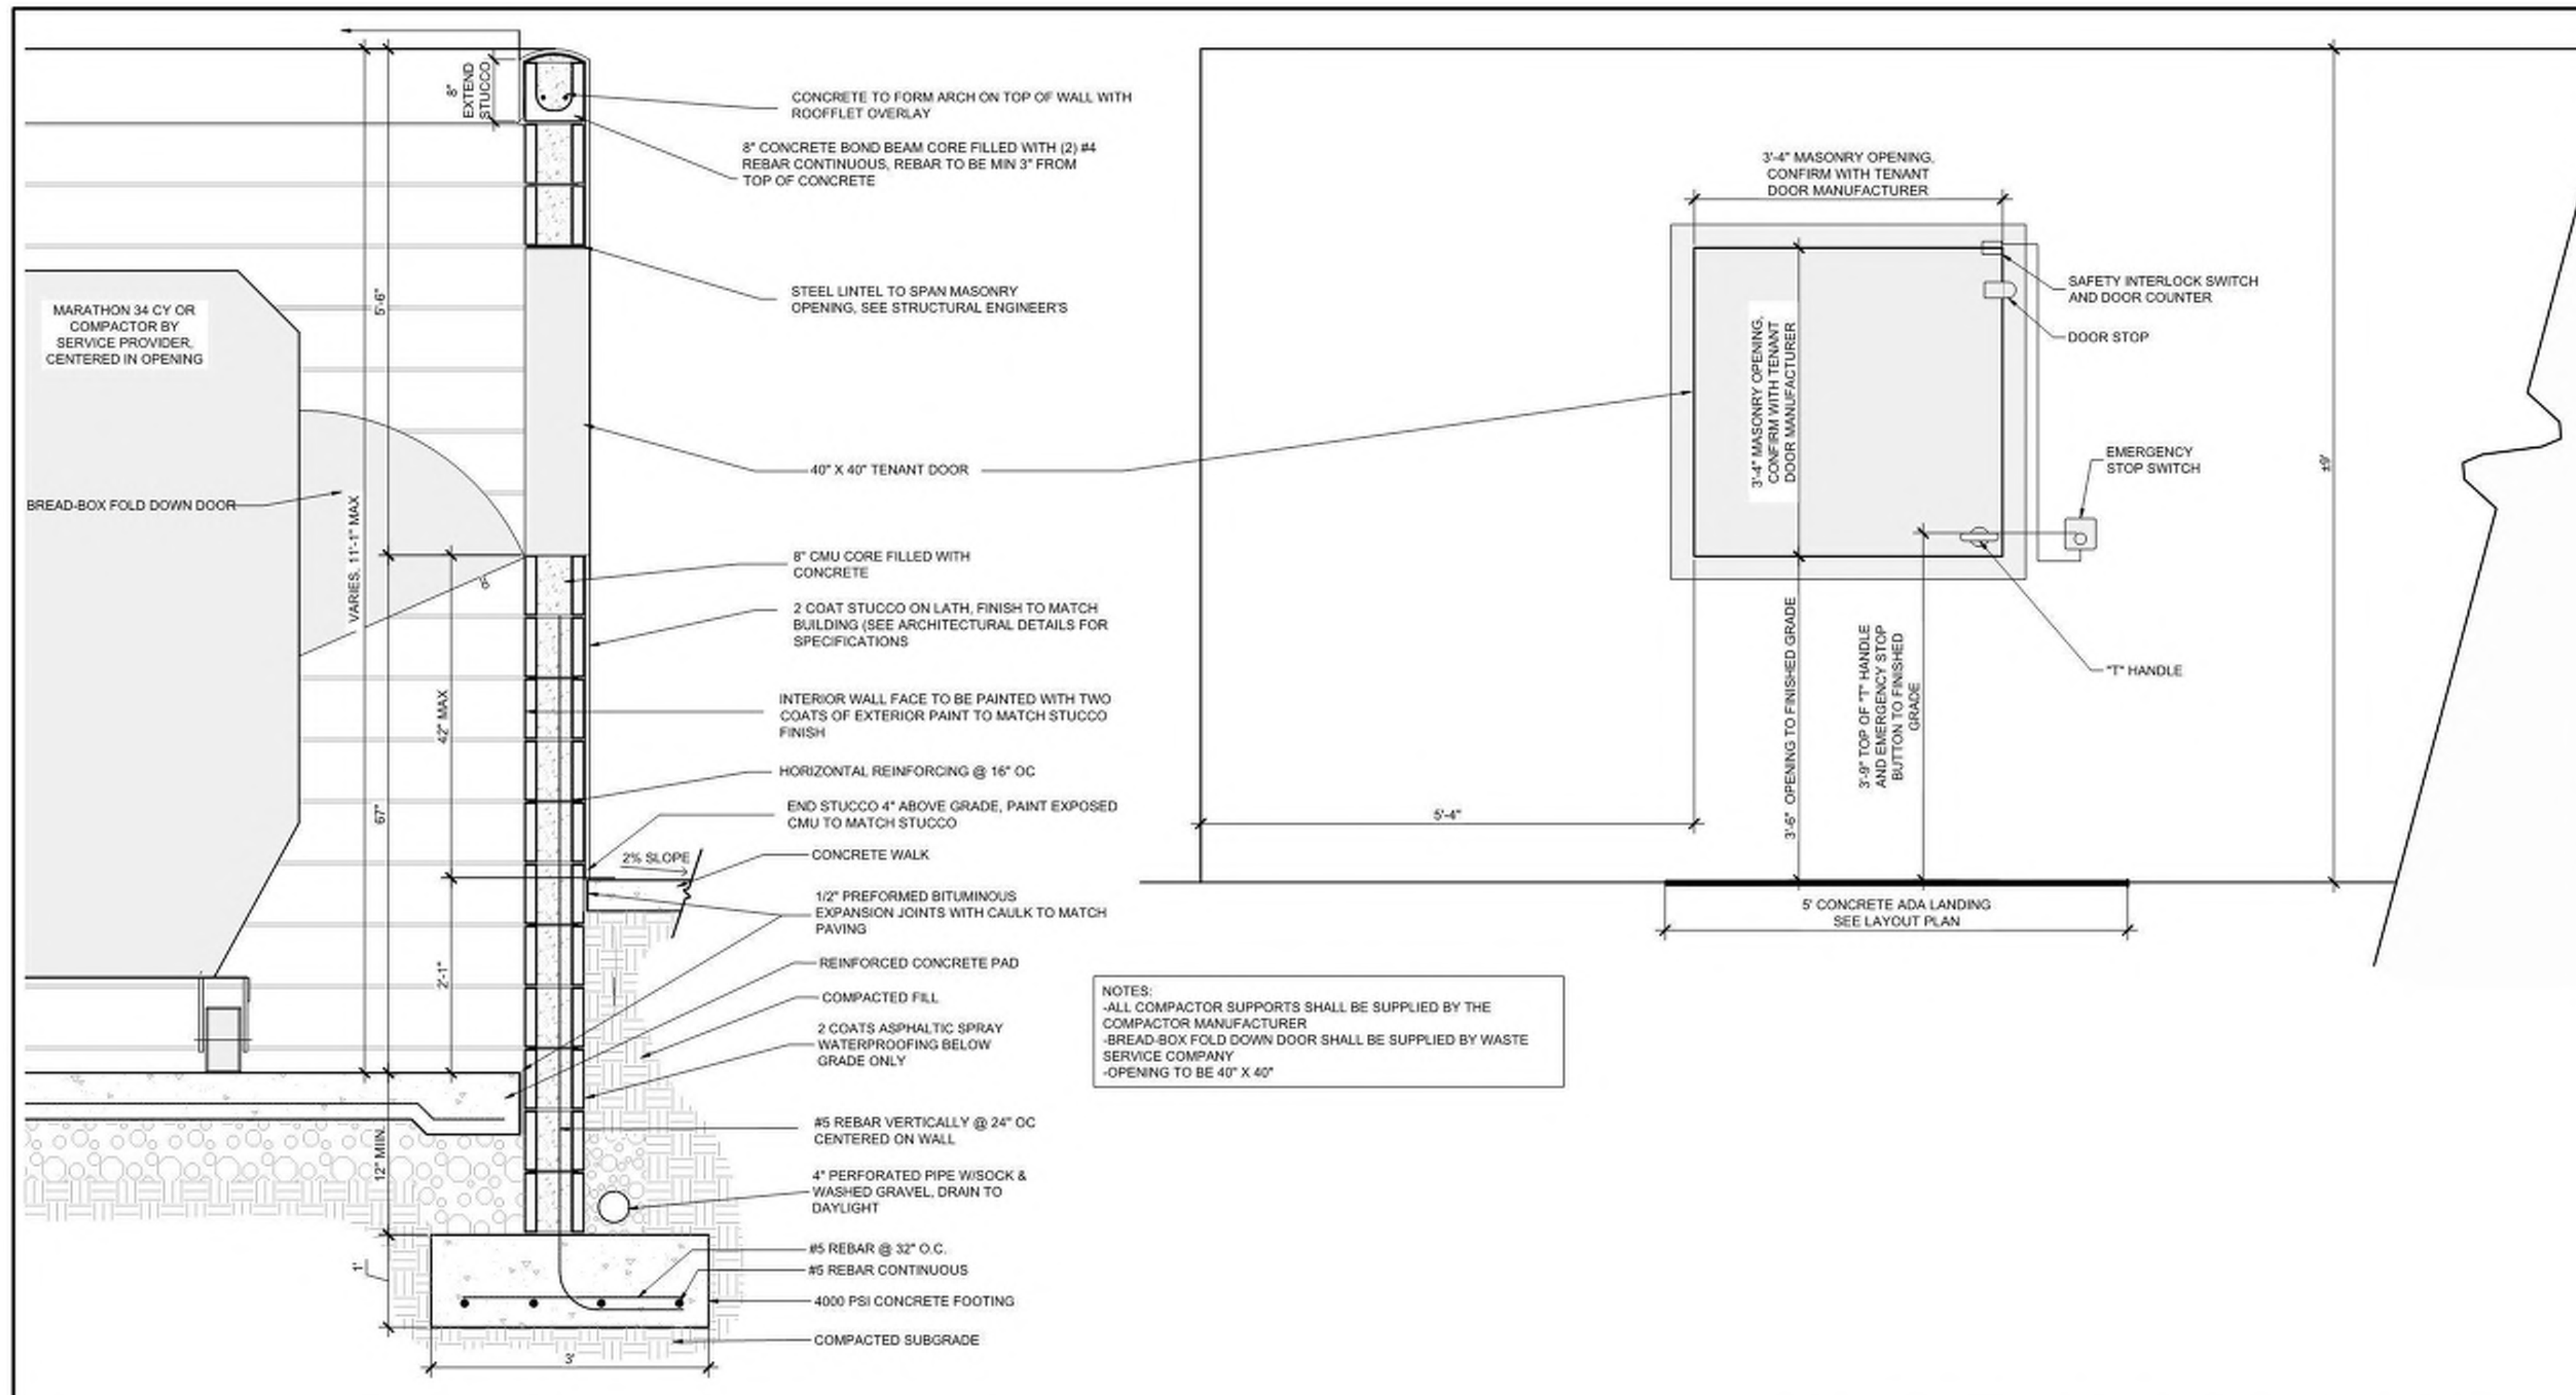 8"
EXTEND
STUCCO
CONCRETE TO FORM ARCH ON TOP OF WALL WITH
ROOFFLET OVERLAY
8" CONCRETE BOND BEAM CORE FILLED WITH (2) #4
REBAR CONTINUOUS, REBAR TO BE MIN 3" FROM
TOP OF CONCRETE
STEEL LINTEL TO SPAN MASONRY
OPENING, SEE STRUCTURAL ENGINEER'S
MARATHON 34 CY OR
COMPACTOR BY
SERVICE PROVIDER,
CENTERED IN OPENING
5'-6"
40" X 40" TENANT DOOR
BREAD-BOX FOLD DOWN DOOR
VARIES, 11'-1" MAX
8" CMU CORE FILLED WITH
CONCRETE
2 COAT STUCCO ON LATH, FINISH TO MATCH
BUILDING (SEE ARCHITECTURAL DETAILS FOR
SPECIFICATIONS
42" MAX
INTERIOR WALL FACE TO BE PAINTED WITH TWO
COATS OF EXTERIOR PAINT TO MATCH STUCCO
FINISH
HORIZONTAL REINFORCING @ 16" OC
67"
END STUCCO 4" ABOVE GRADE, PAINT EXPOSED
CMU TO MATCH STUCCO
2% SLOPE
CONCRETE WALK
1/2" PREFORMED BITUMINOUS
EXPANSION JOINTS WITH CAULK TO MATCH
PAVING
2'-1"
REINFORCED CONCRETE PAD
COMPACTED FILL
2 COATS ASPHALTIC SPRAY
WATERPROOFING BELOW
GRADE ONLY
#5 REBAR VERTICALLY @ 24" OC
CENTERED ON WALL
12" MIIN.
4" PERFORATED PIPE W/SOCK &
WASHED GRAVEL, DRAIN TO
DAYLIGHT
#5 REBAR @ 32" O.C.
#5 REBAR CONTINUOUS
1'
4000 PSI CONCRETE FOOTING
COMPACTED SUBGRADE
3'
3'-4" MASONRY OPENING,
CONFIRM WITH TENANT
DOOR MANUFACTURER
SAFETY INTERLOCK SWITCH
AND DOOR COUNTER
DOOR STOP
3'-4" MASONRY OPENING,
CONFIRM WITH TENANT
DOOR MANUFACTURER
EMERGENCY
STOP SWITCH
±9'
"T" HANDLE
3'-6" OPENING TO FINISHED GRADE
3'-9" TOP OF "T" HANDLE
AND EMERGENCY STOP
BUTTON TO FINISHED
GRADE
5'-4"
5' CONCRETE ADA LANDING
SEE LAYOUT PLAN
NOTES:
-ALL COMPACTOR SUPPORTS SHALL BE SUPPLIED BY THE
COMPACTOR MANUFACTURER
-BREAD-BOX FOLD DOWN DOOR SHALL BE SUPPLIED BY WASTE
SERVICE COMPANY
-OPENING TO BE 40" X 40"